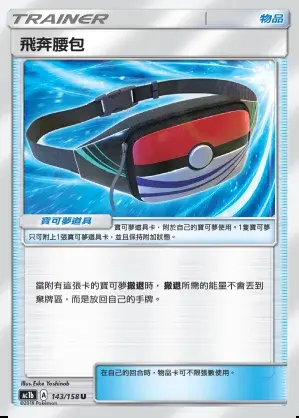 TRAINER
物品
飛奔腰包
寶可夢道具
寶可夢道具卡,附於自己的寶可夢使用。1隻寶可夢
只可附上1張寶可夢道具卡,並且保持附加狀態。
當附有這張卡的寶可夢撤退時,撤退所需的能量不會丟到
棄牌區,而是放回自己的手牌。
Illus. Eske Yoshinob
在自己的回合時,物品卡可不限張數使用。
AC1b A 143/158 U
©2018 Pokémon